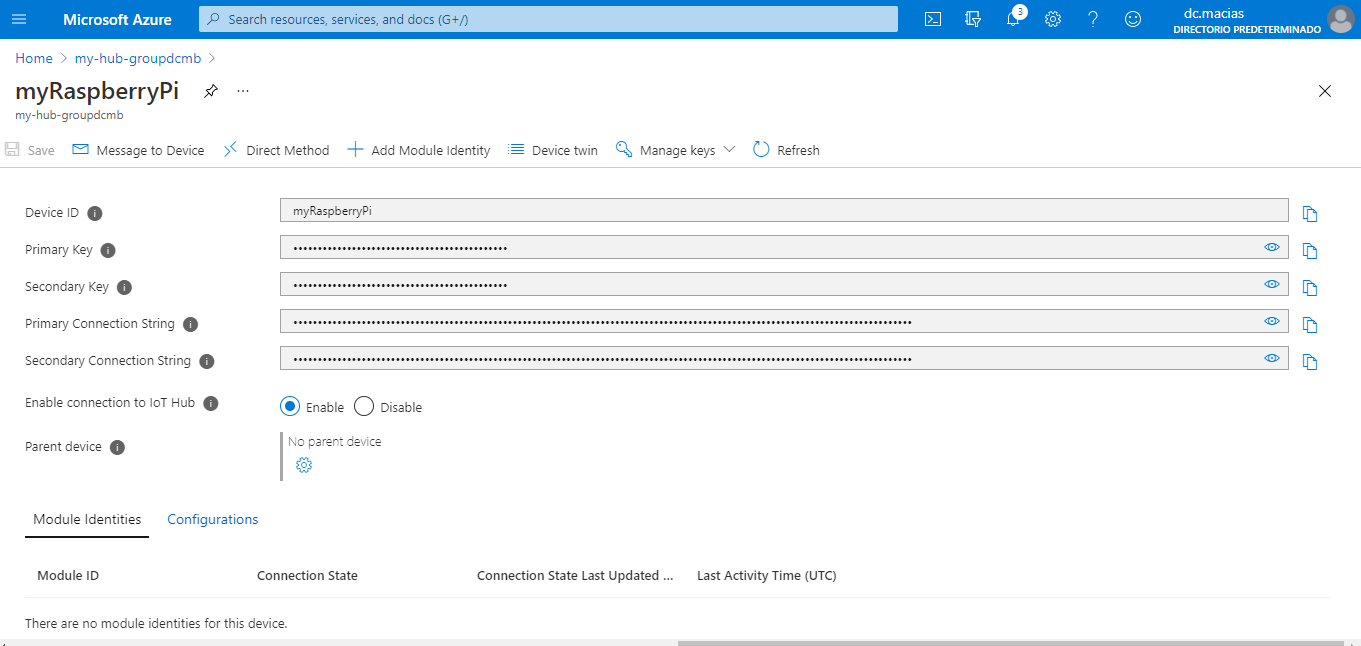 Microsoft Azure
Search resources, services, and docs (G+/)
3
dc.macias
DIRECTORIO PREDETERMINADO
Home > my-hub-groupdcmb >
myRaspberryPi
my-hub-groupdcmb
Save Message to Device Direct Method Add Module Identity Device twin Manage keys Refresh
Device ID myRaspberryPi
Primary Key
Secondary Key
Primary Connection String
Secondary Connection String
Enable connection to IoT Hub Enable Disable
Parent device No parent device
Module Identities Configurations
Module ID Connection State Connection State Last Updated ... Last Activity Time (UTC)
There are no module identities for this device.